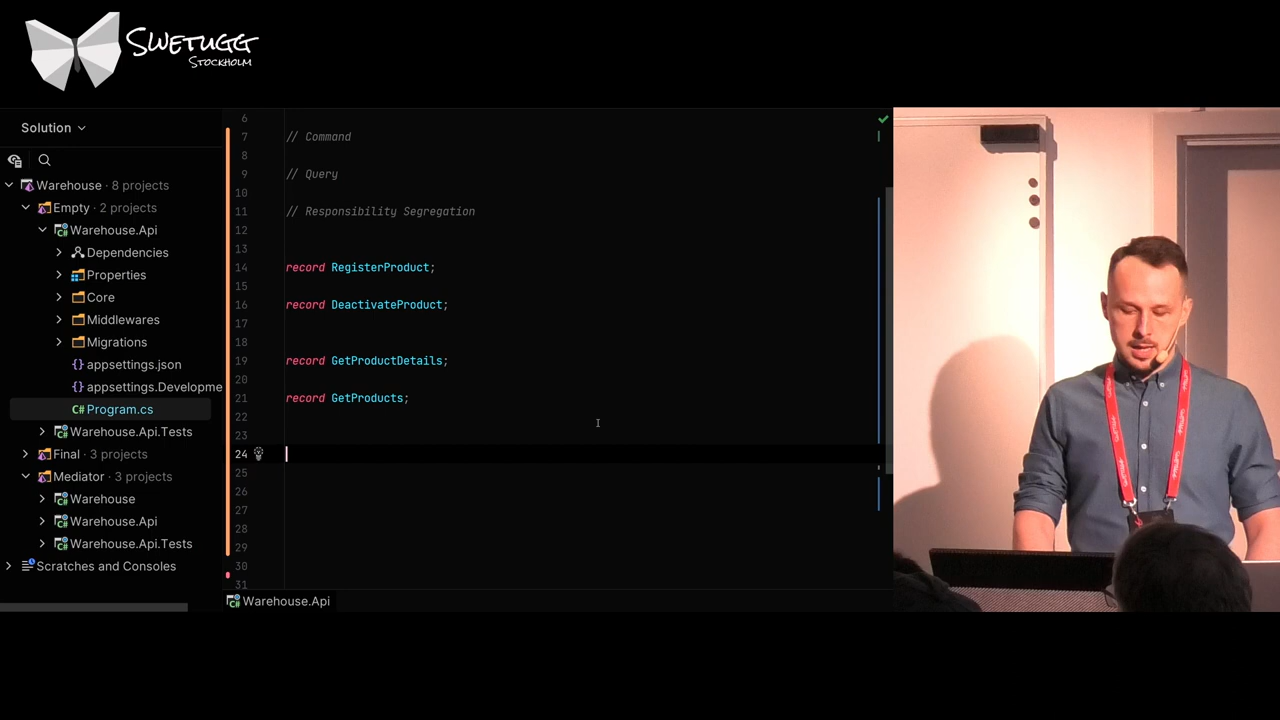 SWETUGG
STOCKHOLM
Solution
Warehouse · 8 projects
Empty · 2 projects
Warehouse.Api
Dependencies
Properties
Core
Middlewares
Migrations
appsettings.json
appsettings.Developme
C# Program.cs
Warehouse.Api.Tests
Final · 3 projects
Mediator · 3 projects
Warehouse
Warehouse.Api
Warehouse.Api.Tests
Scratches and Consoles
6
7 // Command
8
9 // Query
10
11 // Responsibility Segregation
12
13
14 record RegisterProduct;
15
16 record DeactivateProduct;
17
18
19 record GetProductDetails;
20
21 record GetProducts;
22
23
24
25
26
27
28
29
30
31
Warehouse.Api